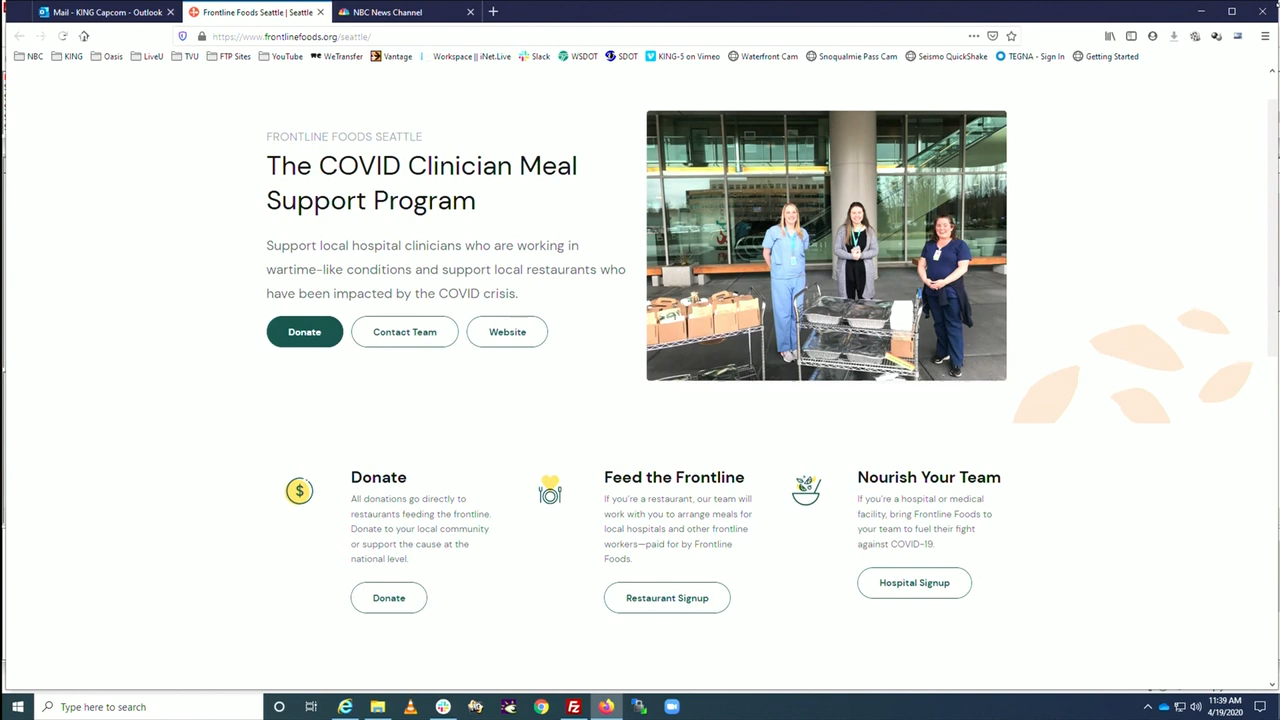 Mail - KING Capcom - Outlook
Frontline Foods Seattle | Seattle
NBC News Channel
https://www.frontlinefoods.org/seattle/
NBC KING Oasis LiveU TVU FTP Sites YouTube WeTransfer Vantage Workspace || iNet.Live Slack WSDOT SDOT KING-5 on Vimeo Waterfront Cam Snoqualmie Pass Cam Seismo QuickShake TEGNA - Sign In Getting Started
FRONTLINE FOODS SEATTLE
The COVID Clinician Meal
Support Program
Support local hospital clinicians who are working in
wartime-like conditions and support local restaurants who
have been impacted by the COVID crisis.
Donate
Contact Team
Website
Donate
All donations go directly to
restaurants feeding the frontline.
Donate to your local community
or support the cause at the
national level.
Donate
Feed the Frontline
If you're a restaurant, our team will
work with you to arrange meals for
local hospitals and other frontline
workers—paid for by Frontline
Foods.
Restaurant Signup
Nourish Your Team
If you're a hospital or medical
facility, bring Frontline Foods to
your team to fuel their fight
against COVID-19.
Hospital Signup
Type here to search
11:39 AM
4/19/2020